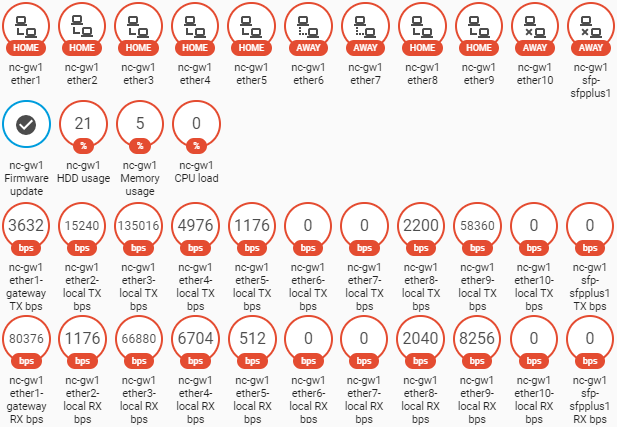 HOME HOME HOME HOME HOME AWAY AWAY HOME HOME AWAY AWAY
nc-gw1 nc-gw1 nc-gw1 nc-gw1 nc-gw1 nc-gw1 nc-gw1 nc-gw1 nc-gw1 nc-gw1 nc-gw1
ether1 ether2 ether3 ether4 ether5 ether6 ether7 ether8 ether9 ether10 sfp-
sfpplus1
21 5 0
% % %
nc-gw1 nc-gw1 nc-gw1 nc-gw1
Firmware HDD usage Memory CPU load
update usage
3632 15240 135016 4976 1176 0 0 2200 58360 0 0
bps bps bps bps bps bps bps bps bps bps bps
nc-gw1 nc-gw1 nc-gw1 nc-gw1 nc-gw1 nc-gw1 nc-gw1 nc-gw1 nc-gw1 nc-gw1 nc-gw1
ether1- ether2- ether3- ether4- ether5- ether6- ether7- ether8- ether9- ether10- sfp-
gateway local TX local TX local TX local TX local TX local TX local TX local TX local TX sfpplus1
TX bps bps bps bps bps bps bps bps bps bps TX bps
80376 1176 66880 6704 512 0 0 2040 8256 0 0
bps bps bps bps bps bps bps bps bps bps bps
nc-gw1 nc-gw1 nc-gw1 nc-gw1 nc-gw1 nc-gw1 nc-gw1 nc-gw1 nc-gw1 nc-gw1 nc-gw1
ether1- ether2- ether3- ether4- ether5- ether6- ether7- ether8- ether9- ether10- sfp-
gateway local RX local RX local RX local RX local RX local RX local RX local RX local RX sfpplus1
RX bps bps bps bps bps bps bps bps bps bps RX bps